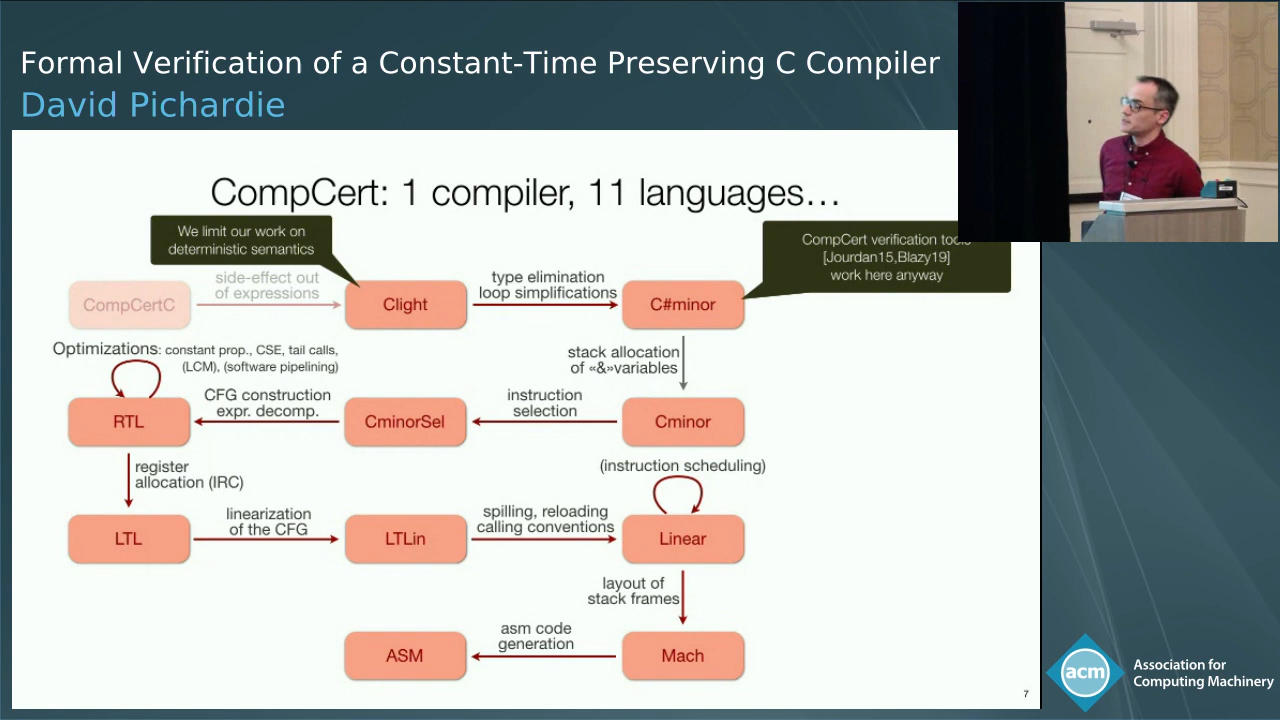 Formal Verification of a Constant-Time Preserving C Compiler
David Pichardie
CompCert: 1 compiler, 11 languages…
We limit our work on
deterministic semantics
CompCert verification tools
[Jourdan15,Blazy19]
work here anyway
CompCertC
side-effect out
of expressions
Clight
type elimination
loop simplifications
C#minor
Optimizations: constant prop., CSE, tail calls,
(LCM), (software pipelining)
stack allocation
of «&»variables
RTL
CFG construction
expr. decomp.
CminorSel
instruction
selection
Cminor
register
allocation (IRC)
(instruction scheduling)
LTL
linearization
of the CFG
LTLin
spilling, reloading
calling conventions
Linear
layout of
stack frames
ASM
asm code
generation
Mach
7
acm
Association for
Computing Machinery